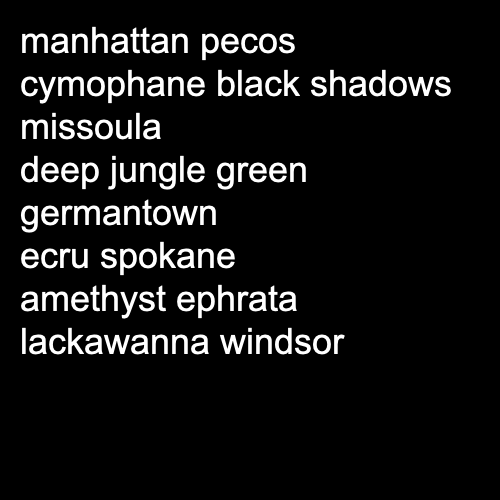 manhattan pecos
cymophane black shadows
missoula
deep jungle green
germantown
ecru spokane
amethyst ephrata
lackawanna windsor